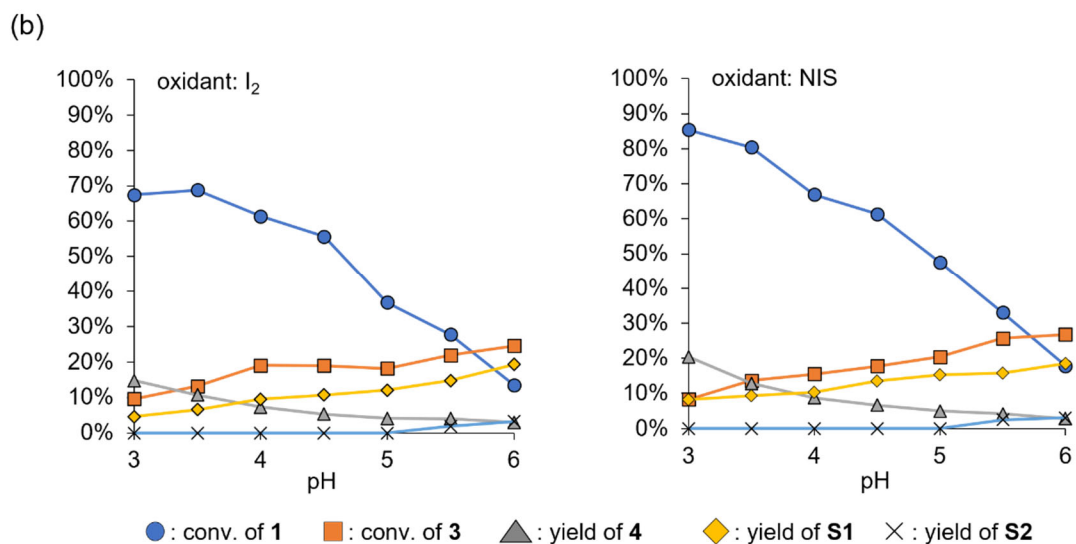 (b)
oxidant: I₂
100%
90%
80%
70%
60%
50%
40%
30%
20%
10%
0%
3 4 5 6
pH
oxidant: NIS
100%
90%
80%
70%
60%
50%
40%
30%
20%
10%
0%
3 4 5 6
pH
: conv. of 1 : conv. of 3 : yield of 4 : yield of S1 : yield of S2